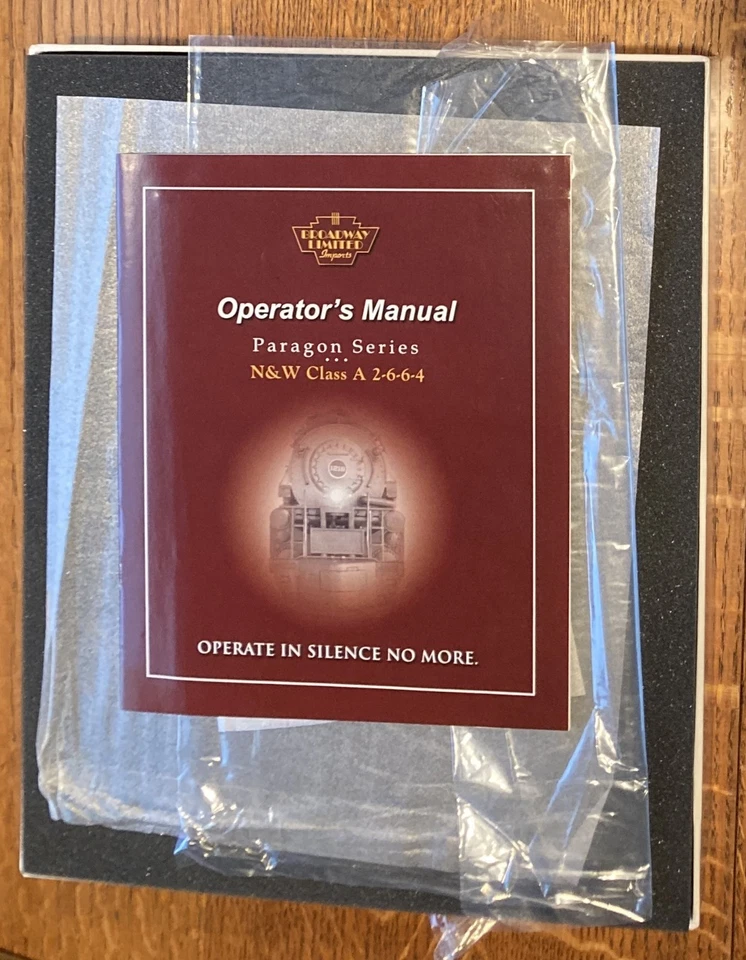 BROADWAY
LIMITED
Imports
Operator's Manual
Paragon Series
N&W Class A 2-6-6-4
OPERATE IN SILENCE NO MORE.